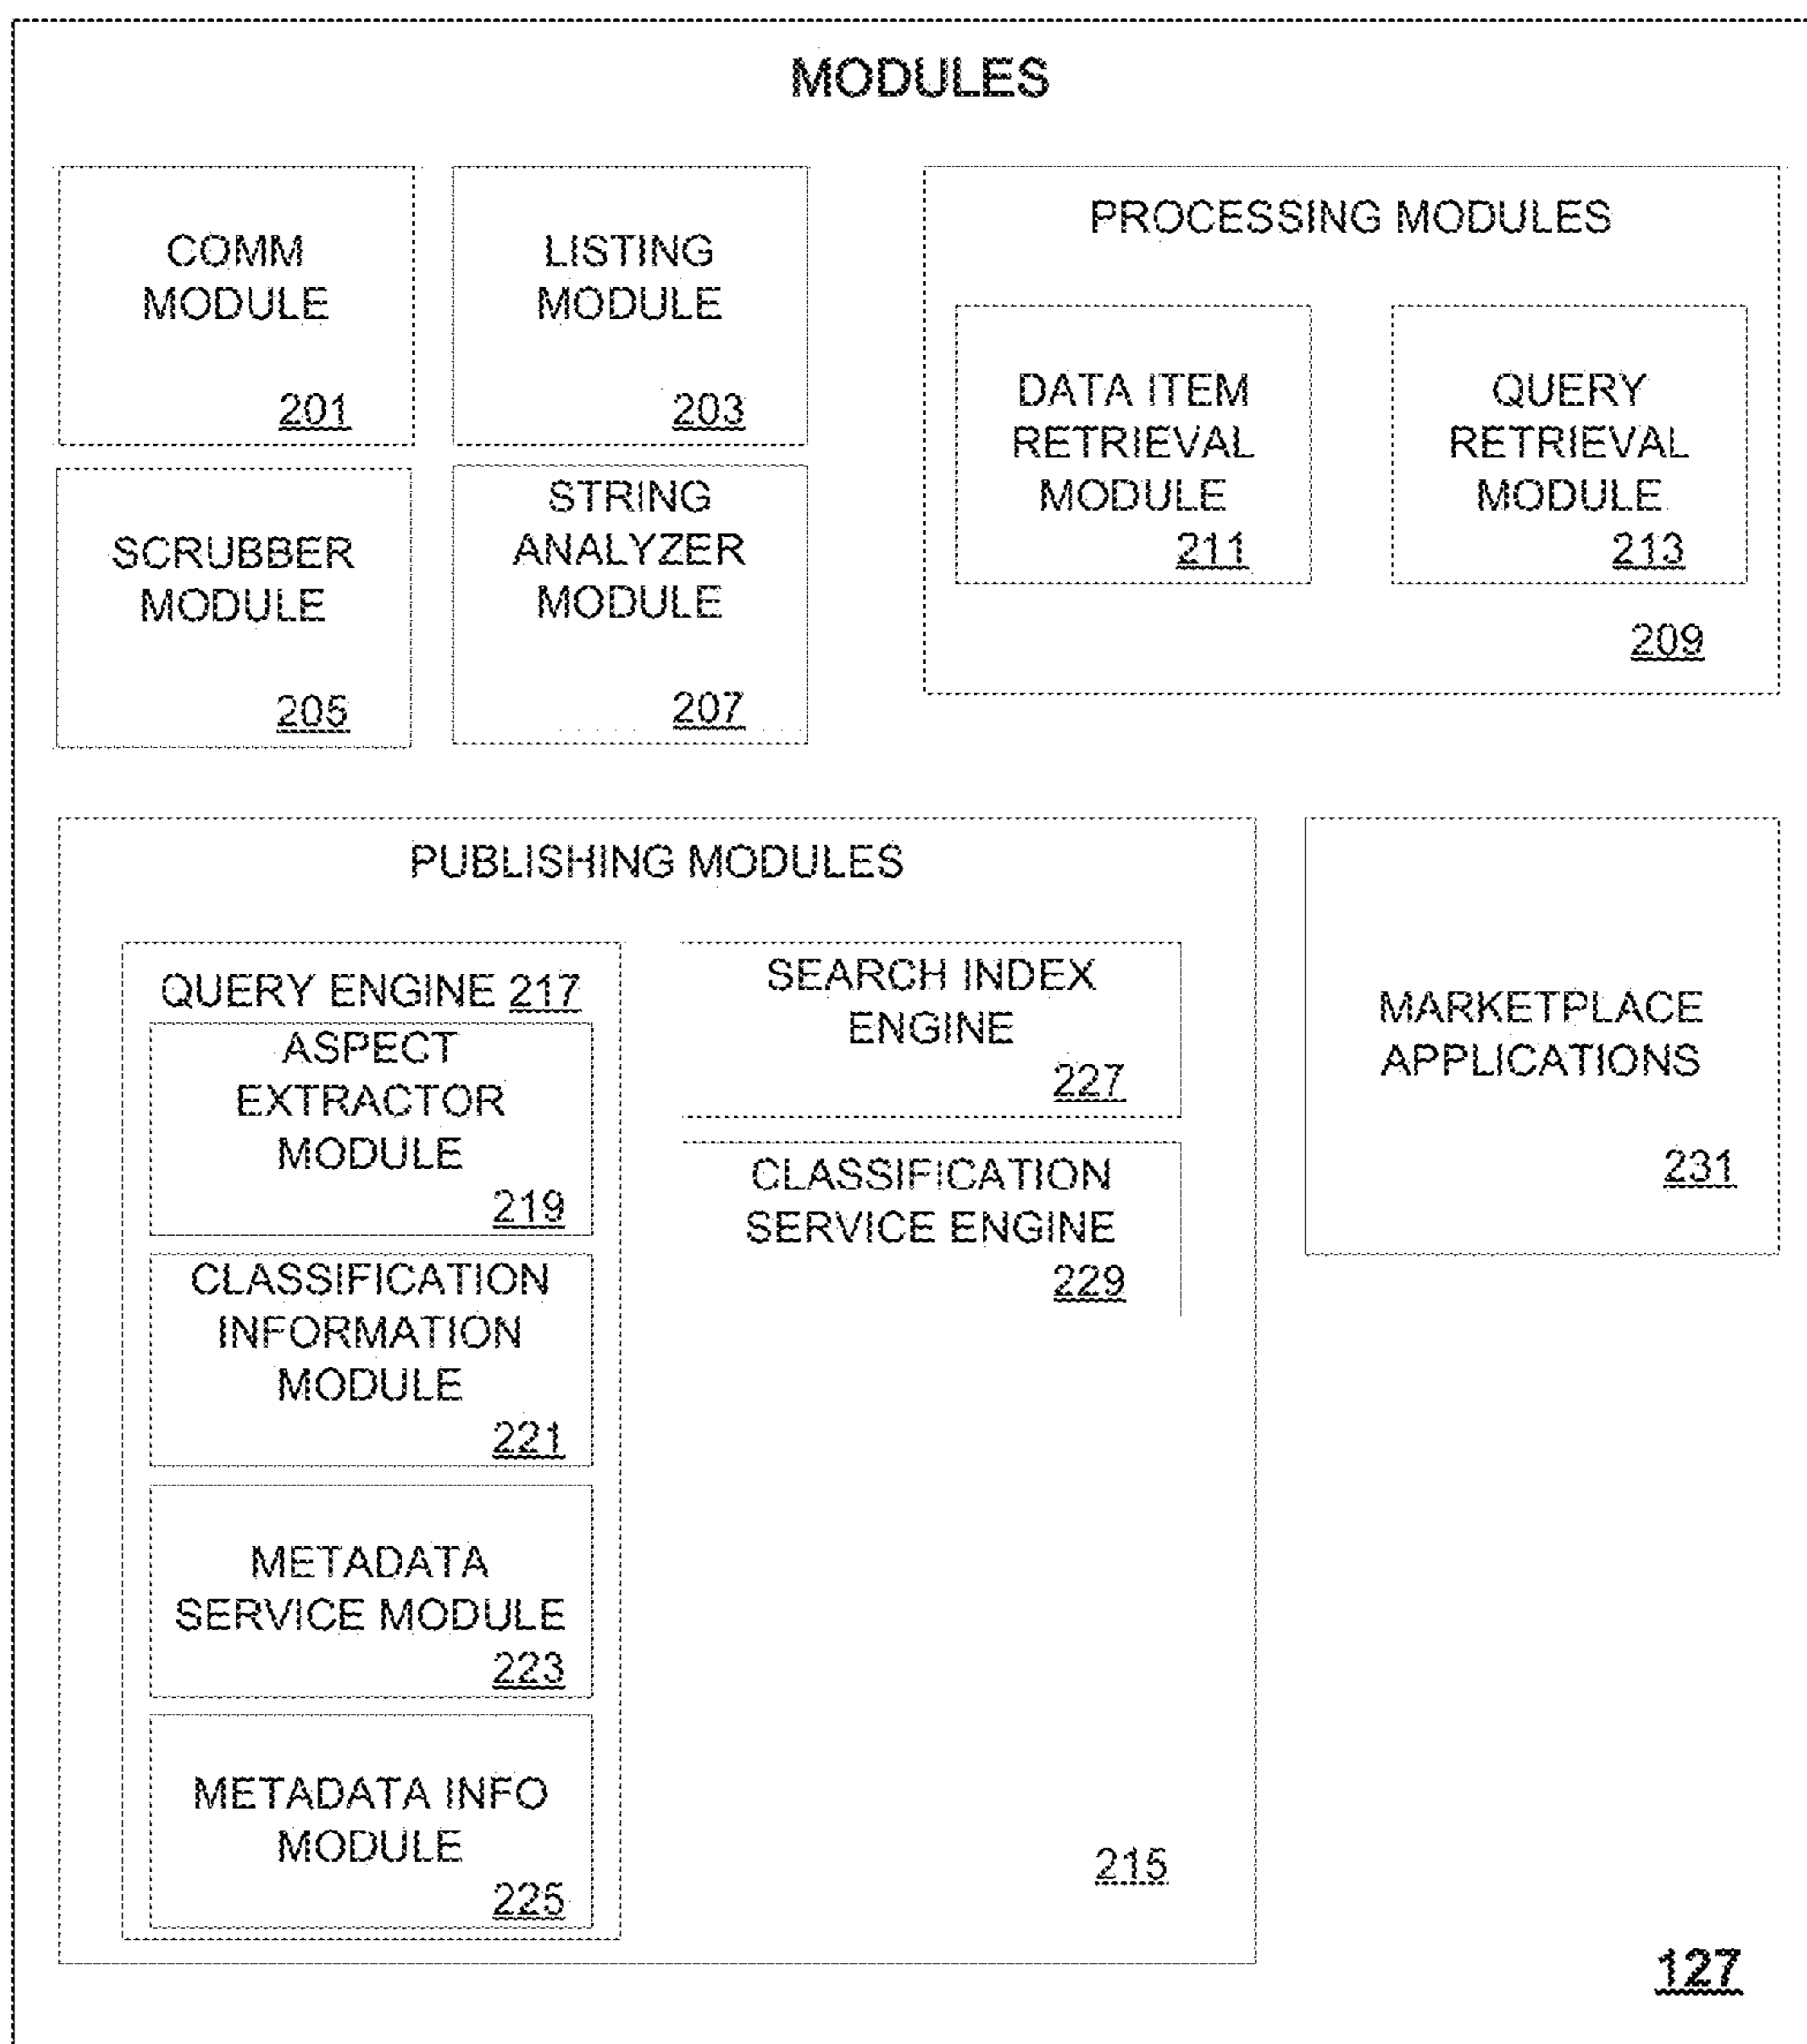 MODULES
COMM
MODULE
201
LISTING
MODULE
203
SCRUBBER
MODULE
205
STRING
ANALYZER
MODULE
207
PROCESSING MODULES
DATA ITEM
RETRIEVAL
MODULE
211
QUERY
RETRIEVAL
MODULE
213
209
PUBLISHING MODULES
QUERY ENGINE 217
ASPECT
EXTRACTOR
MODULE
219
CLASSIFICATION
INFORMATION
MODULE
221
METADATA
SERVICE MODULE
223
METADATA INFO
MODULE
225
SEARCH INDEX
ENGINE
227
CLASSIFICATION
SERVICE ENGINE
229
215
MARKETPLACE
APPLICATIONS
231
127